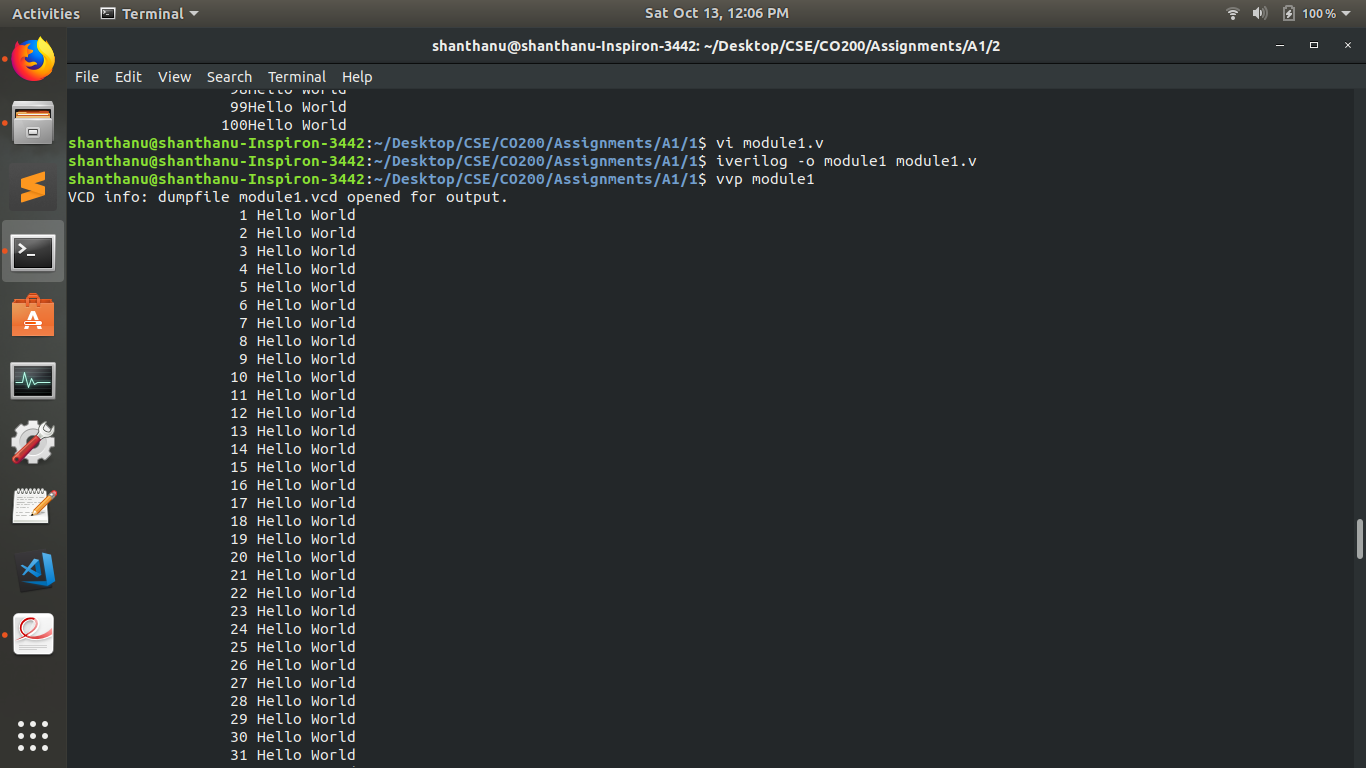 Activities Terminal Sat Oct 13, 12:06 PM 100%
shanthanu@shanthanu-Inspiron-3442: ~/Desktop/CSE/CO200/Assignments/A1/2
File Edit View Search Terminal Help
98Hello World
99Hello World
100Hello World
shanthanu@shanthanu-Inspiron-3442:~/Desktop/CSE/CO200/Assignments/A1/1$ vi module1.v
shanthanu@shanthanu-Inspiron-3442:~/Desktop/CSE/CO200/Assignments/A1/1$ iverilog -o module1 module1.v
shanthanu@shanthanu-Inspiron-3442:~/Desktop/CSE/CO200/Assignments/A1/1$ vvp module1
VCD info: dumpfile module1.vcd opened for output.
1 Hello World
2 Hello World
3 Hello World
4 Hello World
5 Hello World
6 Hello World
7 Hello World
8 Hello World
9 Hello World
10 Hello World
11 Hello World
12 Hello World
13 Hello World
14 Hello World
15 Hello World
16 Hello World
17 Hello World
18 Hello World
19 Hello World
20 Hello World
21 Hello World
22 Hello World
23 Hello World
24 Hello World
25 Hello World
26 Hello World
27 Hello World
28 Hello World
29 Hello World
30 Hello World
31 Hello World